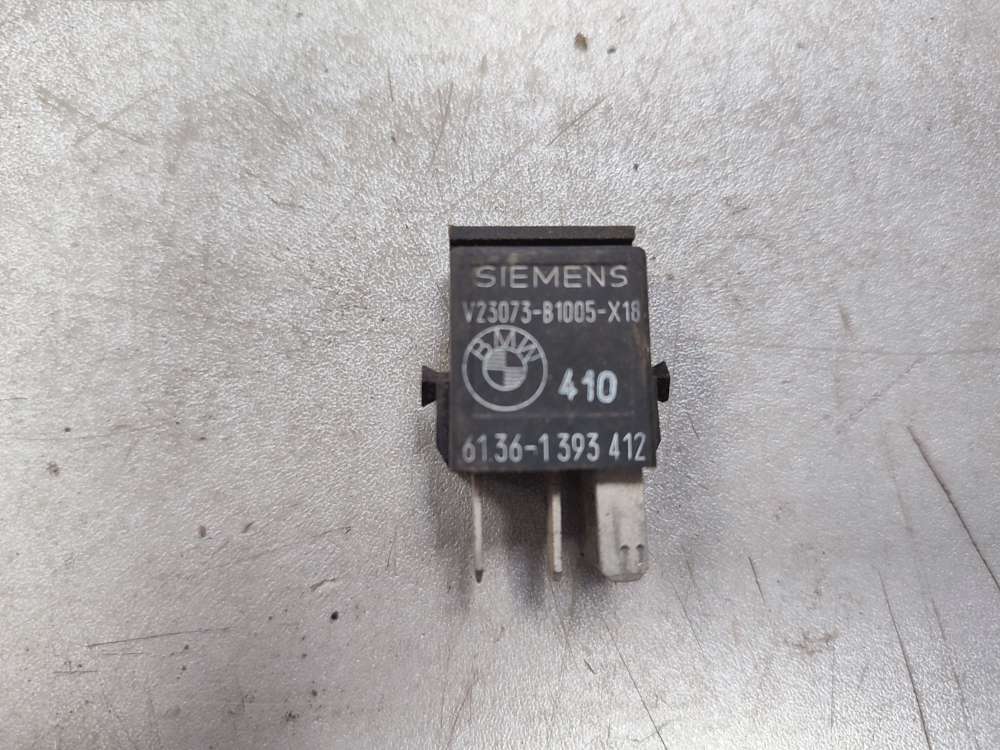 SIEMENS
V23073-B1005-X18
BMW
410
61.36-1 393 412